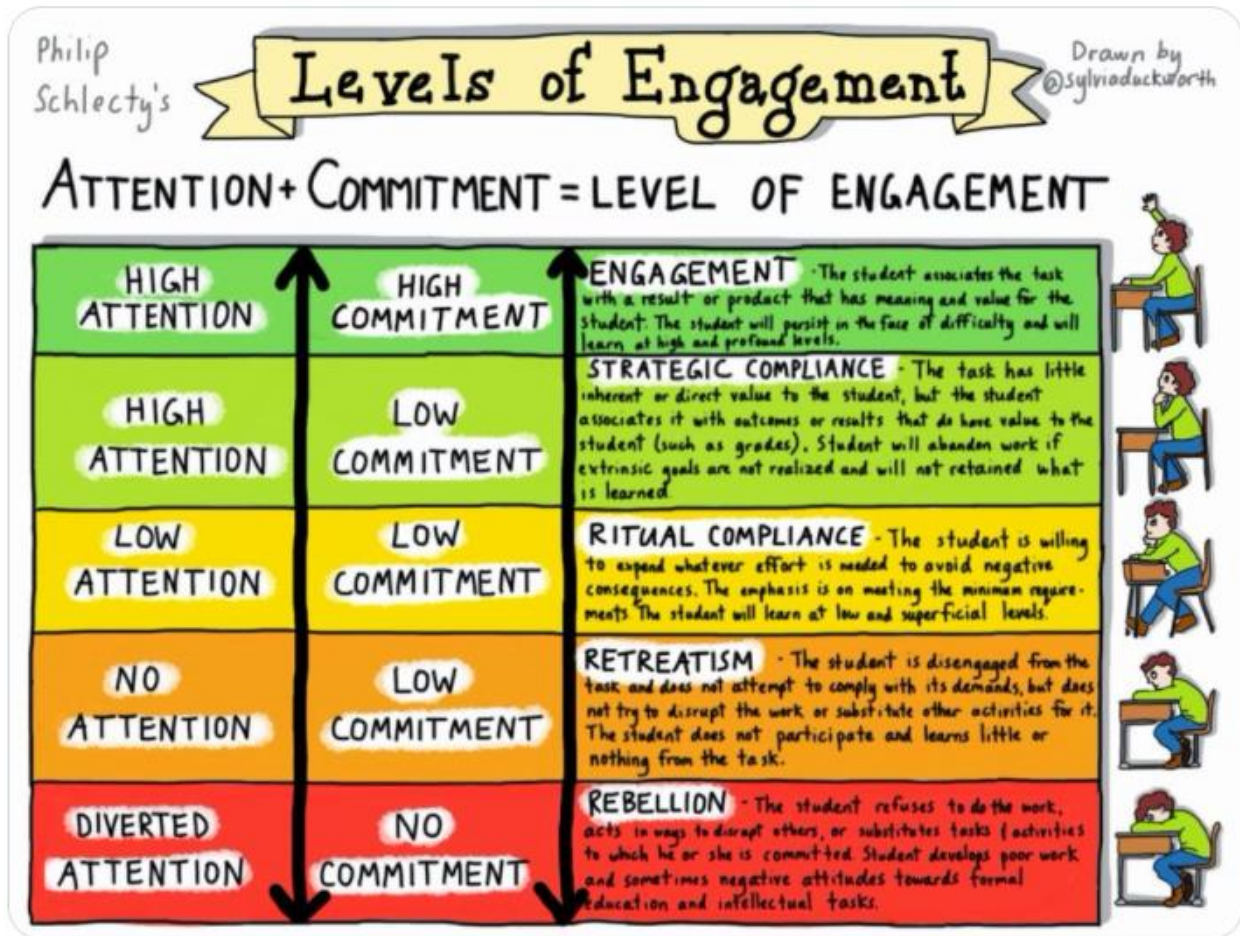 Philip
Schlecty's
Levels of Engagement
Drawn by
@sylviaduckworth
ATTENTION + COMMITMENT = LEVEL OF ENGAGEMENT
HIGH
ATTENTION
HIGH
COMMITMENT
ENGAGEMENT - The student associates the task
with a result or product that has meaning and value for the
student. The student will persist in the face of difficulty and will
learn at high and profound levels.
HIGH
ATTENTION
LOW
COMMITMENT
STRATEGIC COMPLIANCE - The task has little
inherent or direct value to the student, but the student
associates it with outcomes or results that do have value to the
student (such as grades). Student will abandon work if
extrinsic goals are not realized and will not retained what
is learned.
LOW
ATTENTION
LOW
COMMITMENT
RITUAL COMPLIANCE - The student is willing
to expend whatever effort is needed to avoid negative
consequences. The emphasis is on meeting the minimum require-
ments. The student will learn at low and superficial levels.
NO
ATTENTION
LOW
COMMITMENT
RETREATISM - The student is disengaged from the
task and does not attempt to comply with its demands, but does
not try to disrupt the work or substitute other activities for it.
The student does not participate and learns little or
nothing from the task.
DIVERTED
ATTENTION
NO
COMMITMENT
REBELLION - The student refuses to do the work,
acts in ways to disrupt others, or substitutes tasks & activities
to which he or she is committed. Student develops poor work
and sometimes negative attitudes towards formal
education and intellectual tasks.